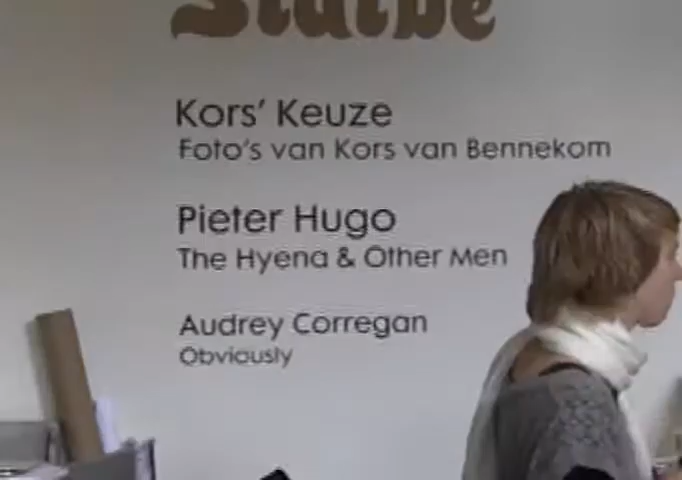 Kors' Keuze
Foto's van Kors van Bennekom
Pieter Hugo
The Hyena & Other Men
Audrey Corregan
Obviously